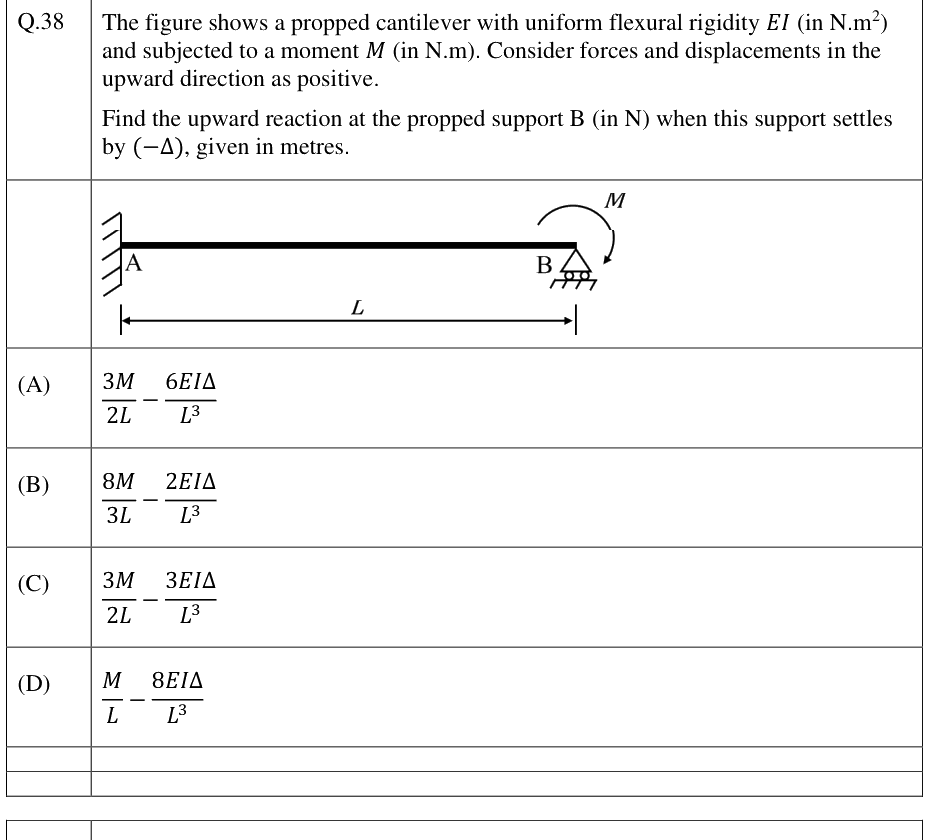 Q.38
The figure shows a propped cantilever with uniform flexural rigidity EI (in N.m²)
and subjected to a moment M (in N.m). Consider forces and displacements in the
upward direction as positive.
Find the upward reaction at the propped support B (in N) when this support settles
by (−Δ), given in metres.
M
A
B
L
(A)
3M/2L − 6EIΔ/L³
(B)
8M/3L − 2EIΔ/L³
(C)
3M/2L − 3EIΔ/L³
(D)
M/L − 8EIΔ/L³